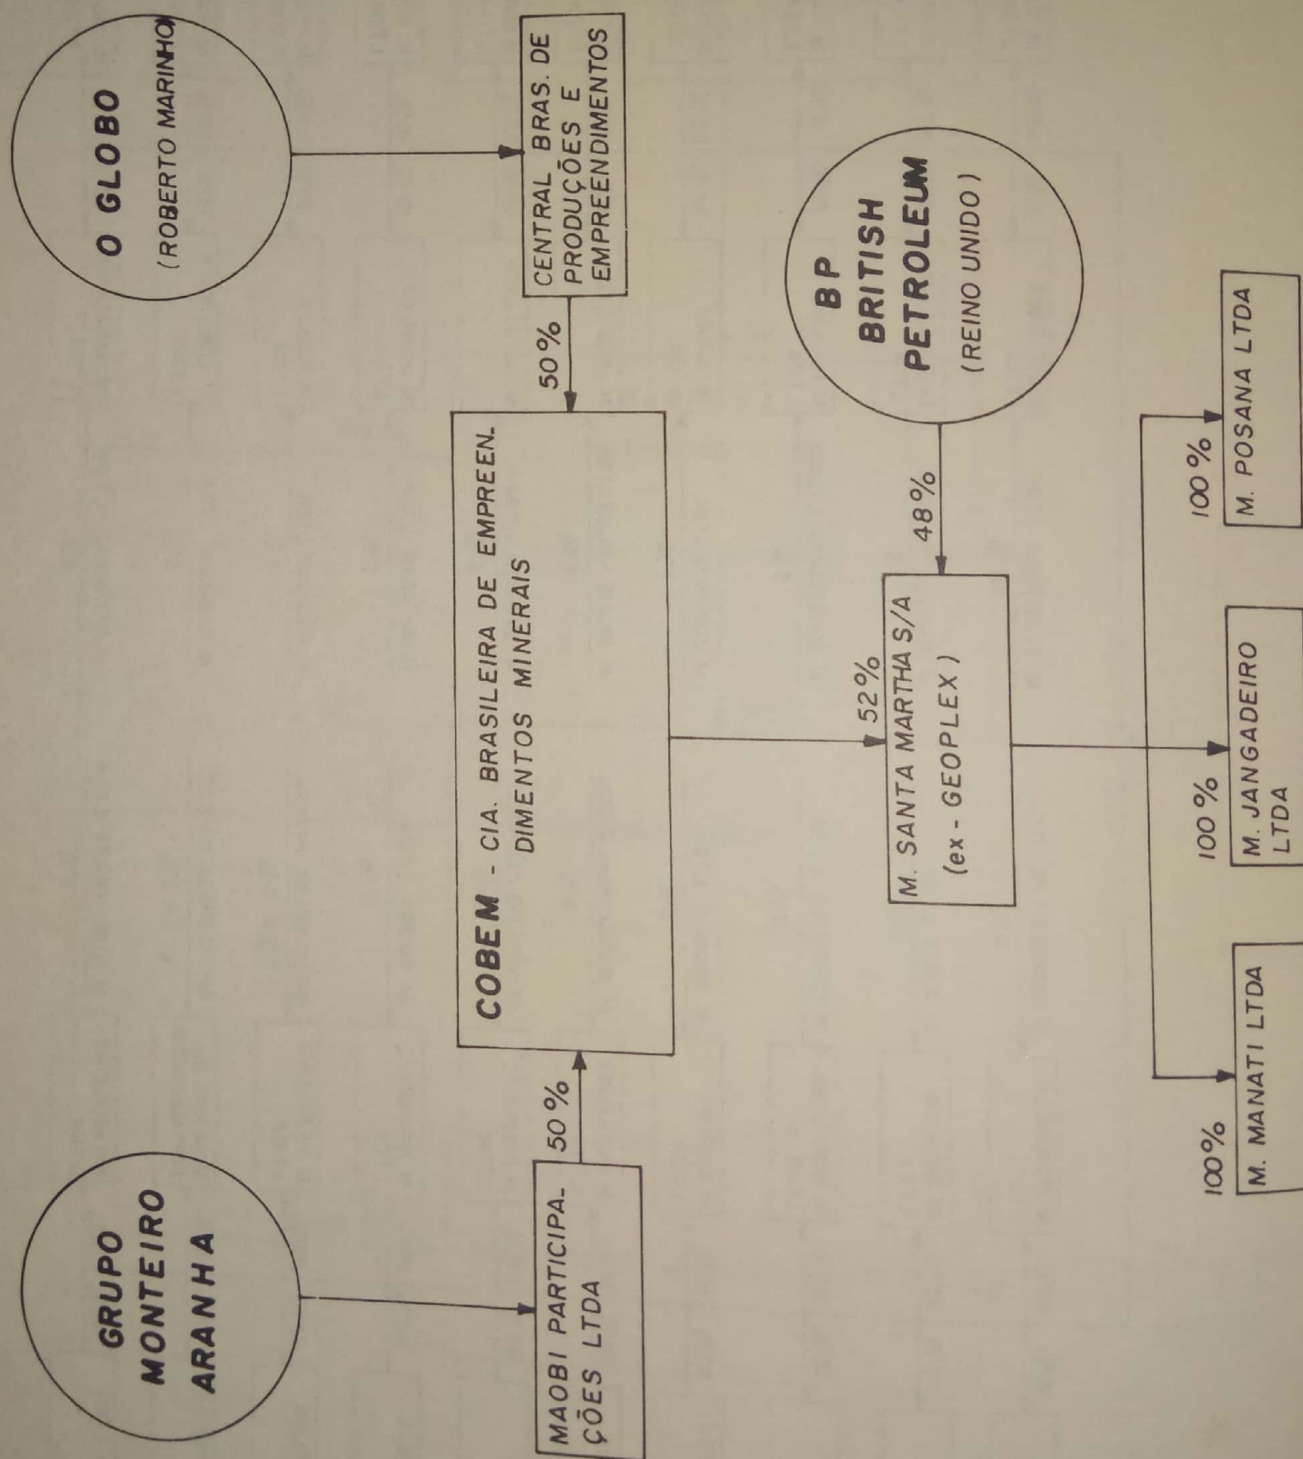 GRUPO
MONTEIRO
ARANHA
O GLOBO
(ROBERTO MARINHO)
MAOBI PARTICIPA-
ÇÕES LTDA
CENTRAL BRAS. DE
PRODUÇÕES E
EMPREENDIMENTOS
50%
50%
COBEM - CIA. BRASILEIRA DE EMPREEN-
DIMENTOS MINERAIS
BP
BRITISH
PETROLEUM
(REINO UNIDO)
52%
48%
M. SANTA MARTHA S/A
(ex - GEOPLEX)
100%
100%
100%
M. MANATI LTDA
M. JANGADEIRO
LTDA
M. POSANA LTDA